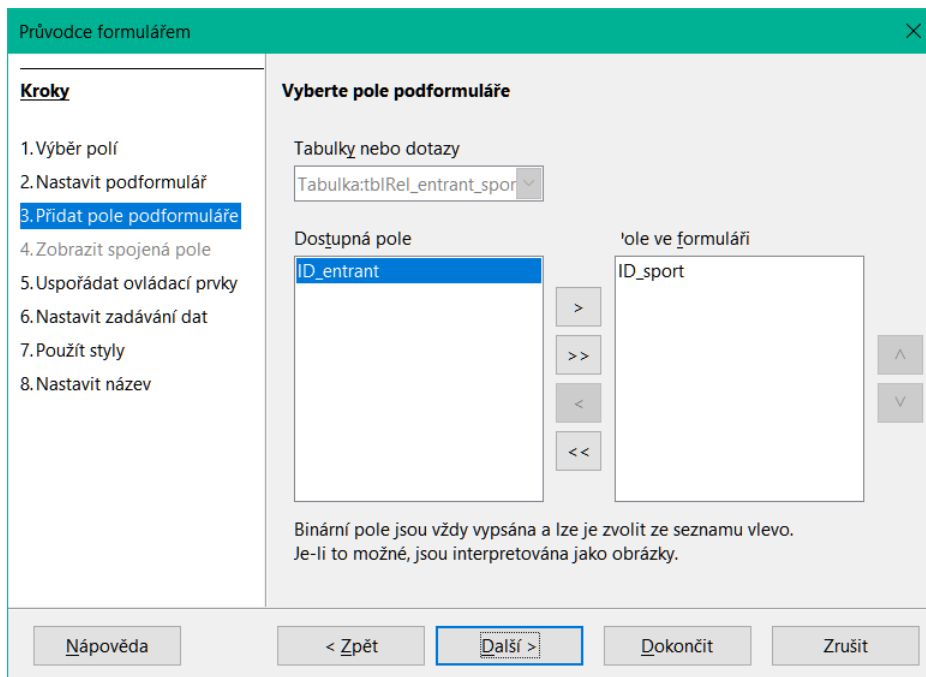 Průvodce formulářem
Kroky
1. Výběr polí
2. Nastavit podformulář
3. Přidat pole podformuláře
4. Zobrazit spojená pole
5. Uspořádat ovládací prvky
6. Nastavit zadávání dat
7. Použít styly
8. Nastavit název
Vyberte pole podformuláře
Tabulky nebo dotazy
Tabulka:tblRel_entrant_spor
Dostupná pole
ID_entrant
>
>>
<
<<
Pole ve formuláři
ID_sport
Binární pole jsou vždy vypsána a lze je zvolit ze seznamu vlevo.
Je-li to možné, jsou interpretována jako obrázky.
Nápověda
< Zpět
Další >
Dokončit
Zrušit